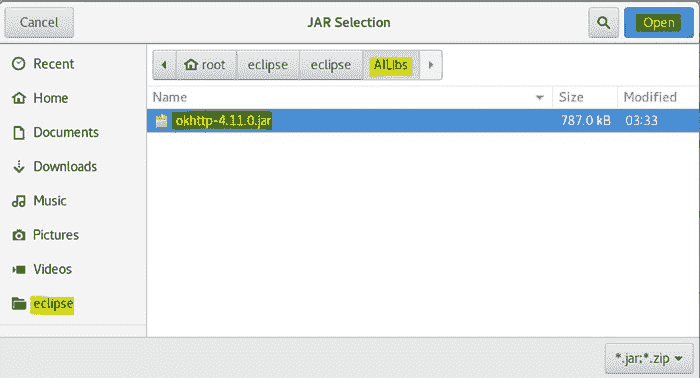 Cancel JAR Selection Open
Recent
Home
Documents
Downloads
Music
Pictures
Videos
eclipse
root eclipse eclipse AILIbs
Name Size Modified
okhttp-4.11.0.jar 787.0 kB 03:33
*.jar;*.zip